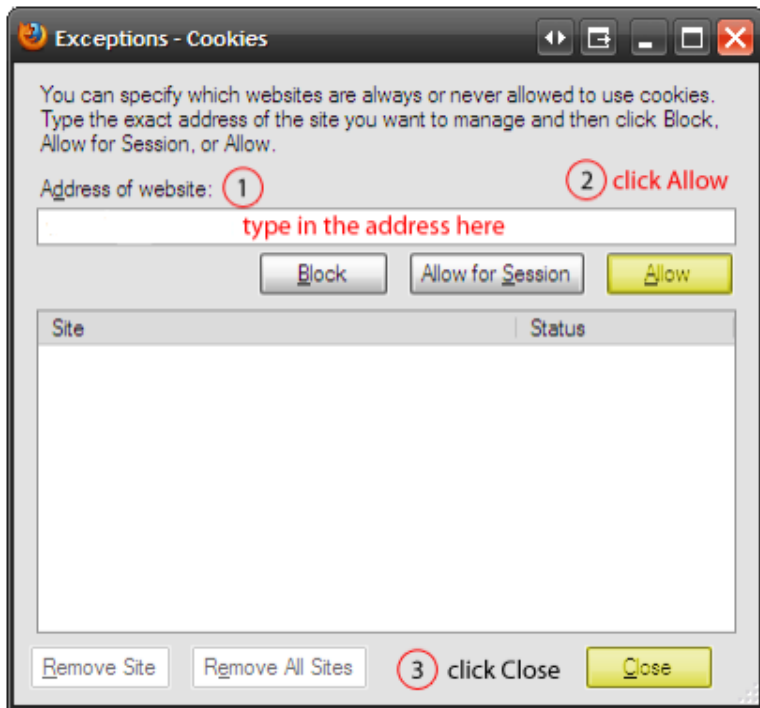 Exceptions - Cookies
You can specify which websites are always or never allowed to use cookies.
Type the exact address of the site you want to manage and then click Block,
Allow for Session, or Allow.
Address of website: 1 2 click Allow
type in the address here
Block Allow for Session Allow
Site Status
Remove Site Remove All Sites 3 click Close Close